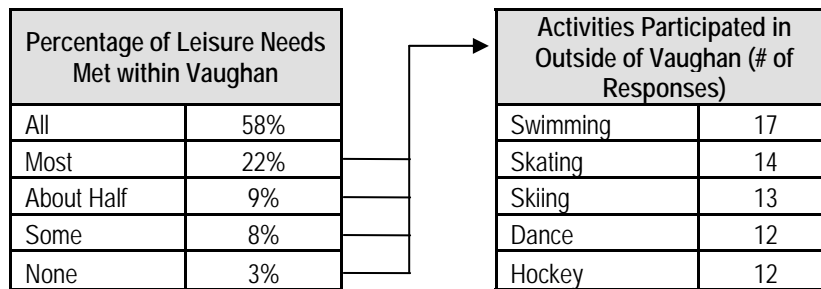 Percentage of Leisure Needs
Met within Vaughan
All 58%
Most 22%
About Half 9%
Some 8%
None 3%
Activities Participated in
Outside of Vaughan (# of
Responses)
Swimming 17
Skating 14
Skiing 13
Dance 12
Hockey 12